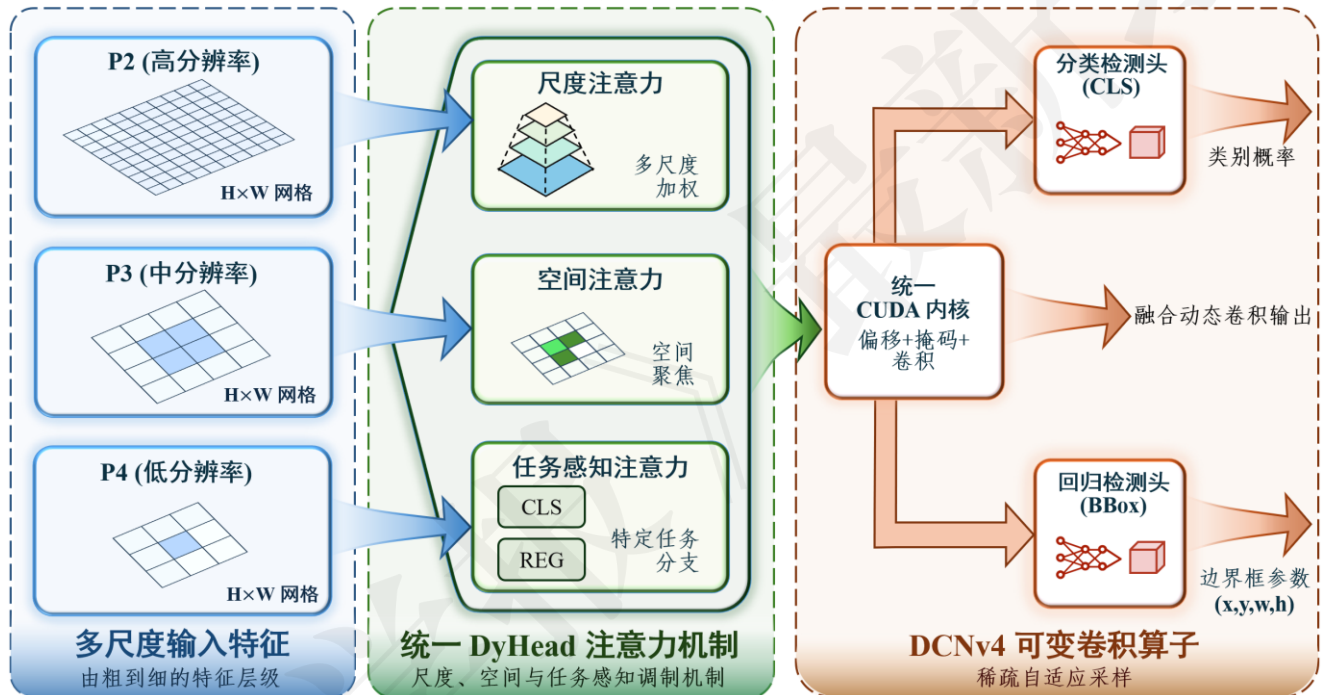 P2 (高分辨率)
H×W 网格
P3 (中分辨率)
H×W 网格
P4 (低分辨率)
H×W 网格
多尺度输入特征
由粗到细的特征层级
尺度注意力
多尺度
加权
空间注意力
空间
聚焦
任务感知注意力
CLS
REG
特定任务
分支
统一 DyHead 注意力机制
尺度、空间与任务感知调制机制
分类检测头
(CLS)
类别概率
统一
CUDA 内核
偏移+掩码+
卷积
融合动态卷积输出
回归检测头
(BBox)
边界框参数
(x,y,w,h)
DCNv4 可变卷积算子
稀疏自适应采样